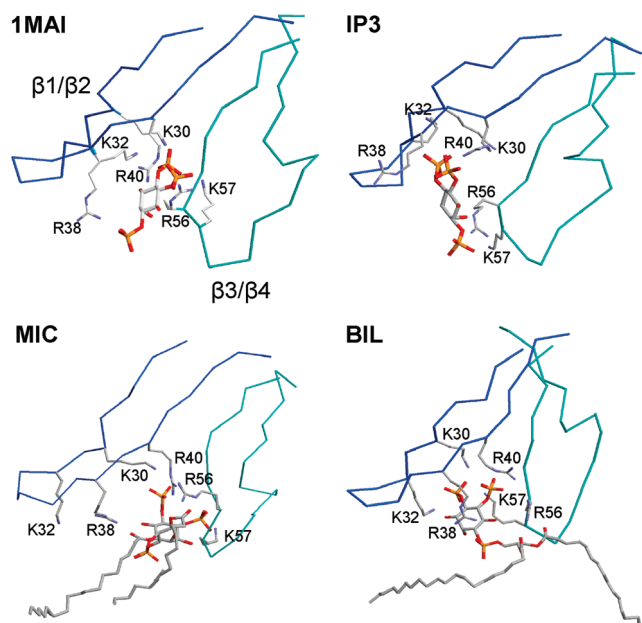 1MAI
IP3
β1/β2
K32
K30
R40
R38
K57
R56
β3/β4
K32
R38
R40
K30
R56
K57
MIC
BIL
R40
K30
R56
K32
R38
K57
K30
R40
K57
K32
R38
R56